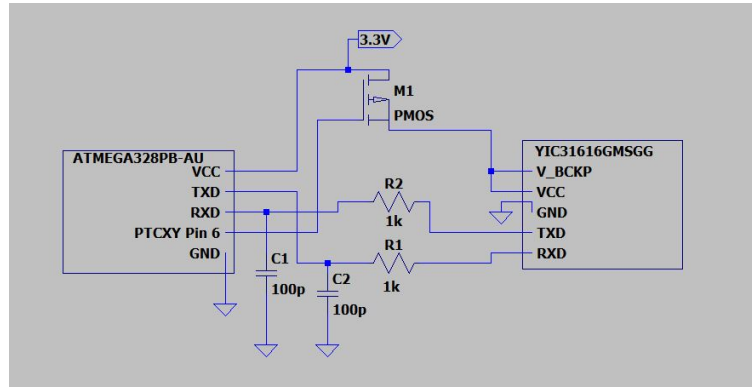 3.3V
M1
PMOS
ATMEGA328PB-AU
VCC
TXD
RXD
PTCXY Pin 6
GND
C1
100p
C2
100p
R2
1k
R1
1k
YIC31616GMSGG
V_BCKP
VCC
GND
TXD
RXD